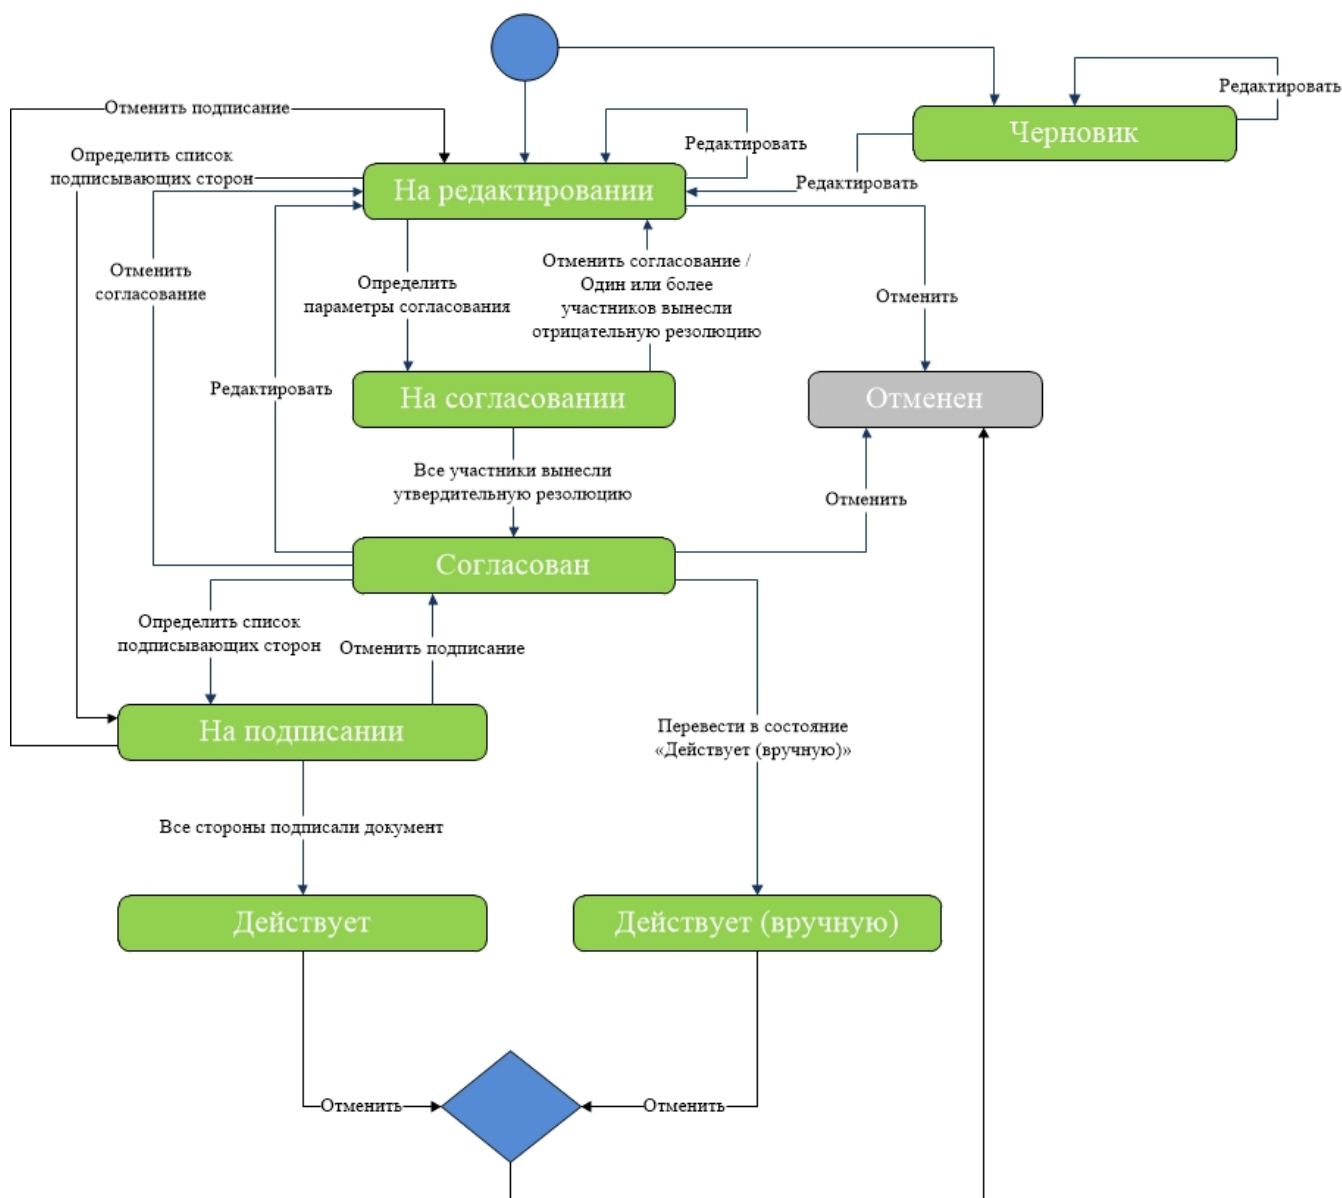 Редактировать
Отменить подписание
Черновик
Редактировать
Определить список
подписывающих сторон
Редактировать
На редактировании
Отменить
согласование
Определить
параметры согласования
Отменить согласование /
Один или более
участников вынесли
отрицательную резолюцию
Отменить
Редактировать
На согласовании
Отменен
Все участники вынесли
утвердительную резолюцию
Отменить
Согласован
Определить список
подписывающих сторон
Отменить подписание
На подписании
Перевести в состояние
«Действует (вручную)»
Все стороны подписали документ
Действует
Действует (вручную)
Отменить
Отменить